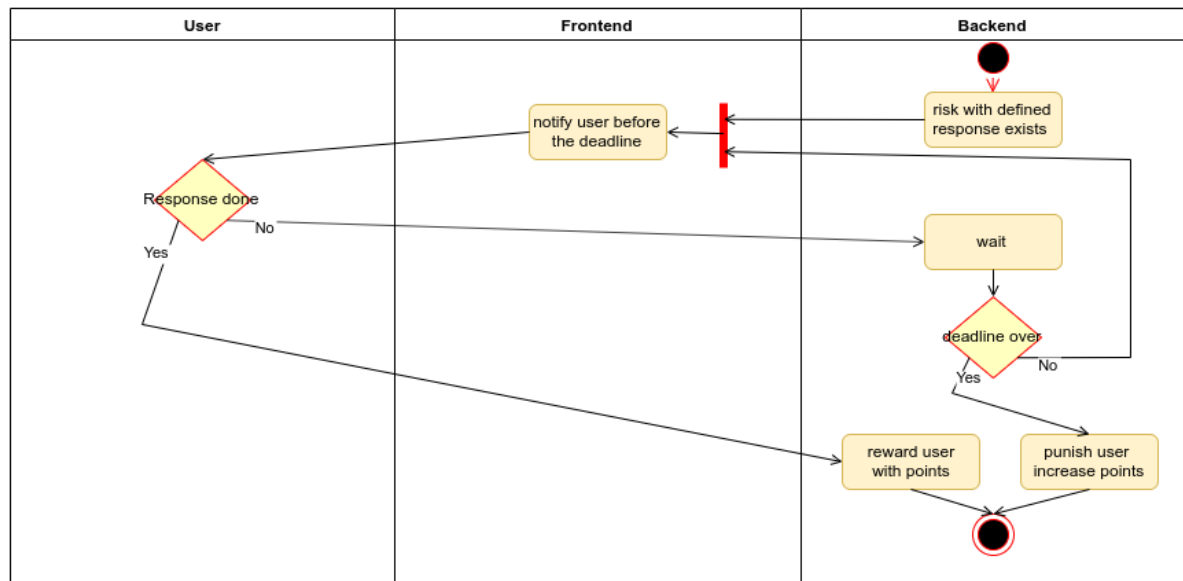 User
Frontend
Backend
risk with defined
response exists
notify user before
the deadline
Response done
No
Yes
wait
deadline over
No
Yes
reward user
with points
punish user
increase points